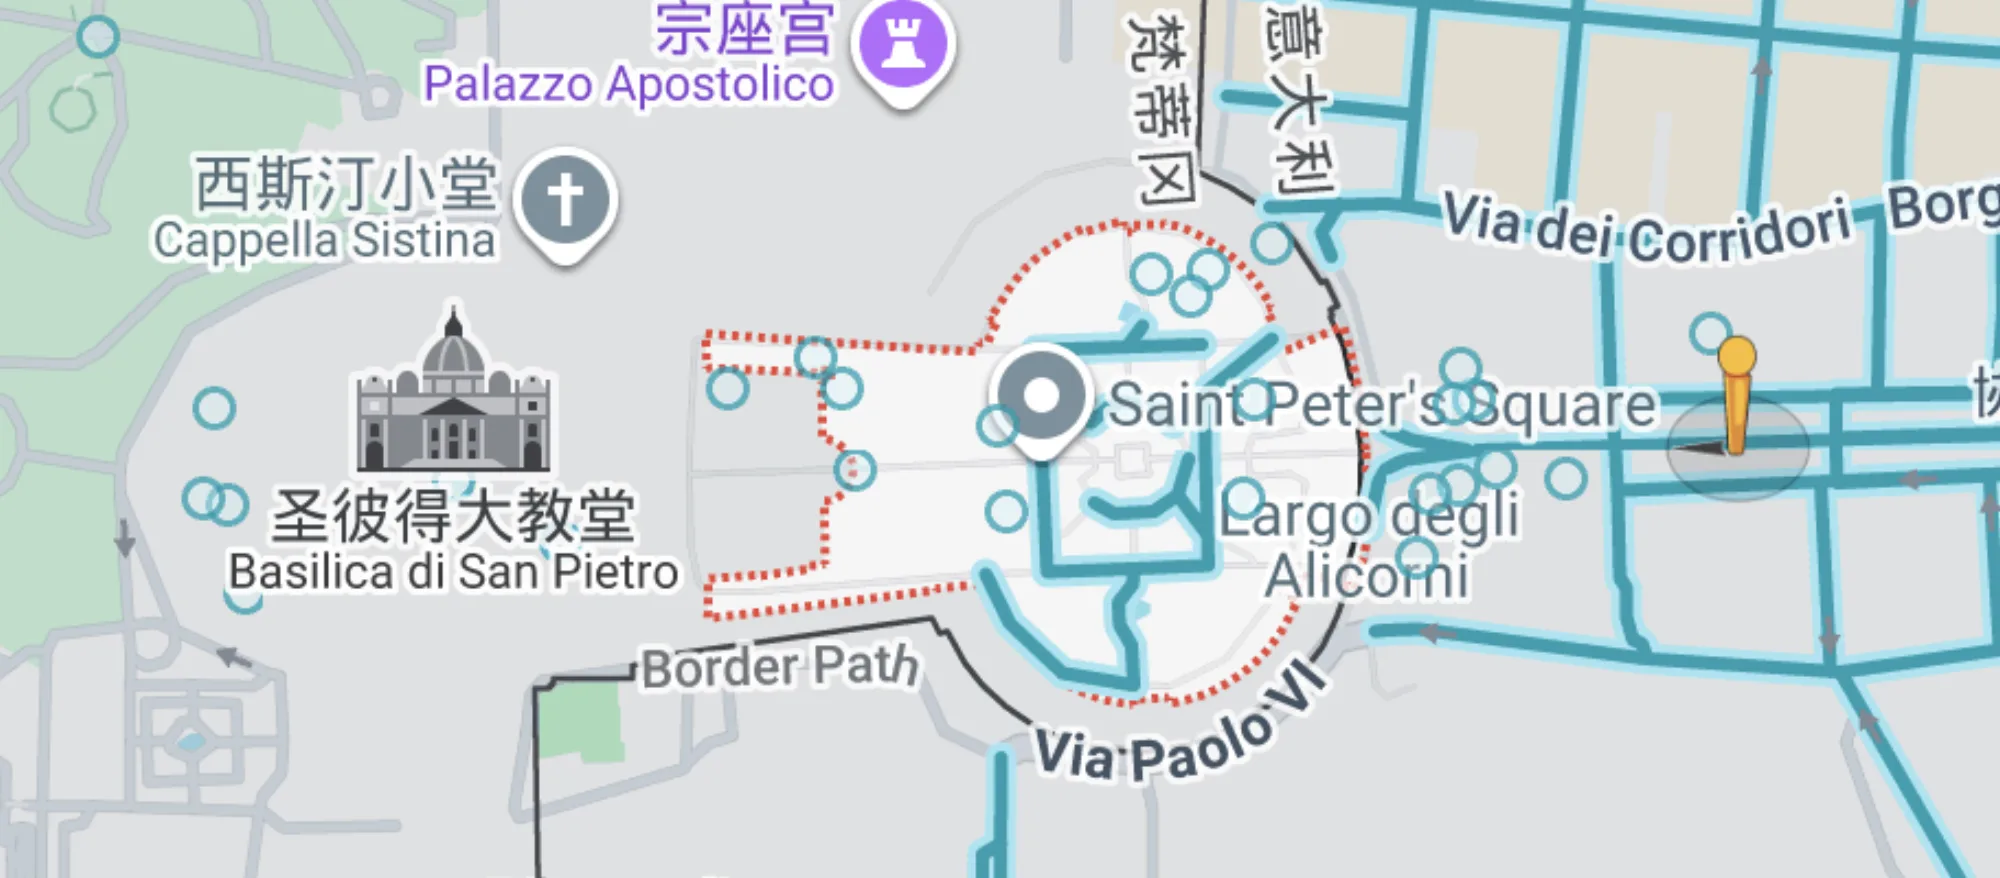 宗座宫
Palazzo Apostolico
梵蒂冈
意大利
西斯汀小堂
Cappella Sistina
Via dei Corridori
Borg
Saint Peter's Square
圣彼得大教堂
Basilica di San Pietro
Largo degli
Alicorni
Border Path
Via Paolo VI